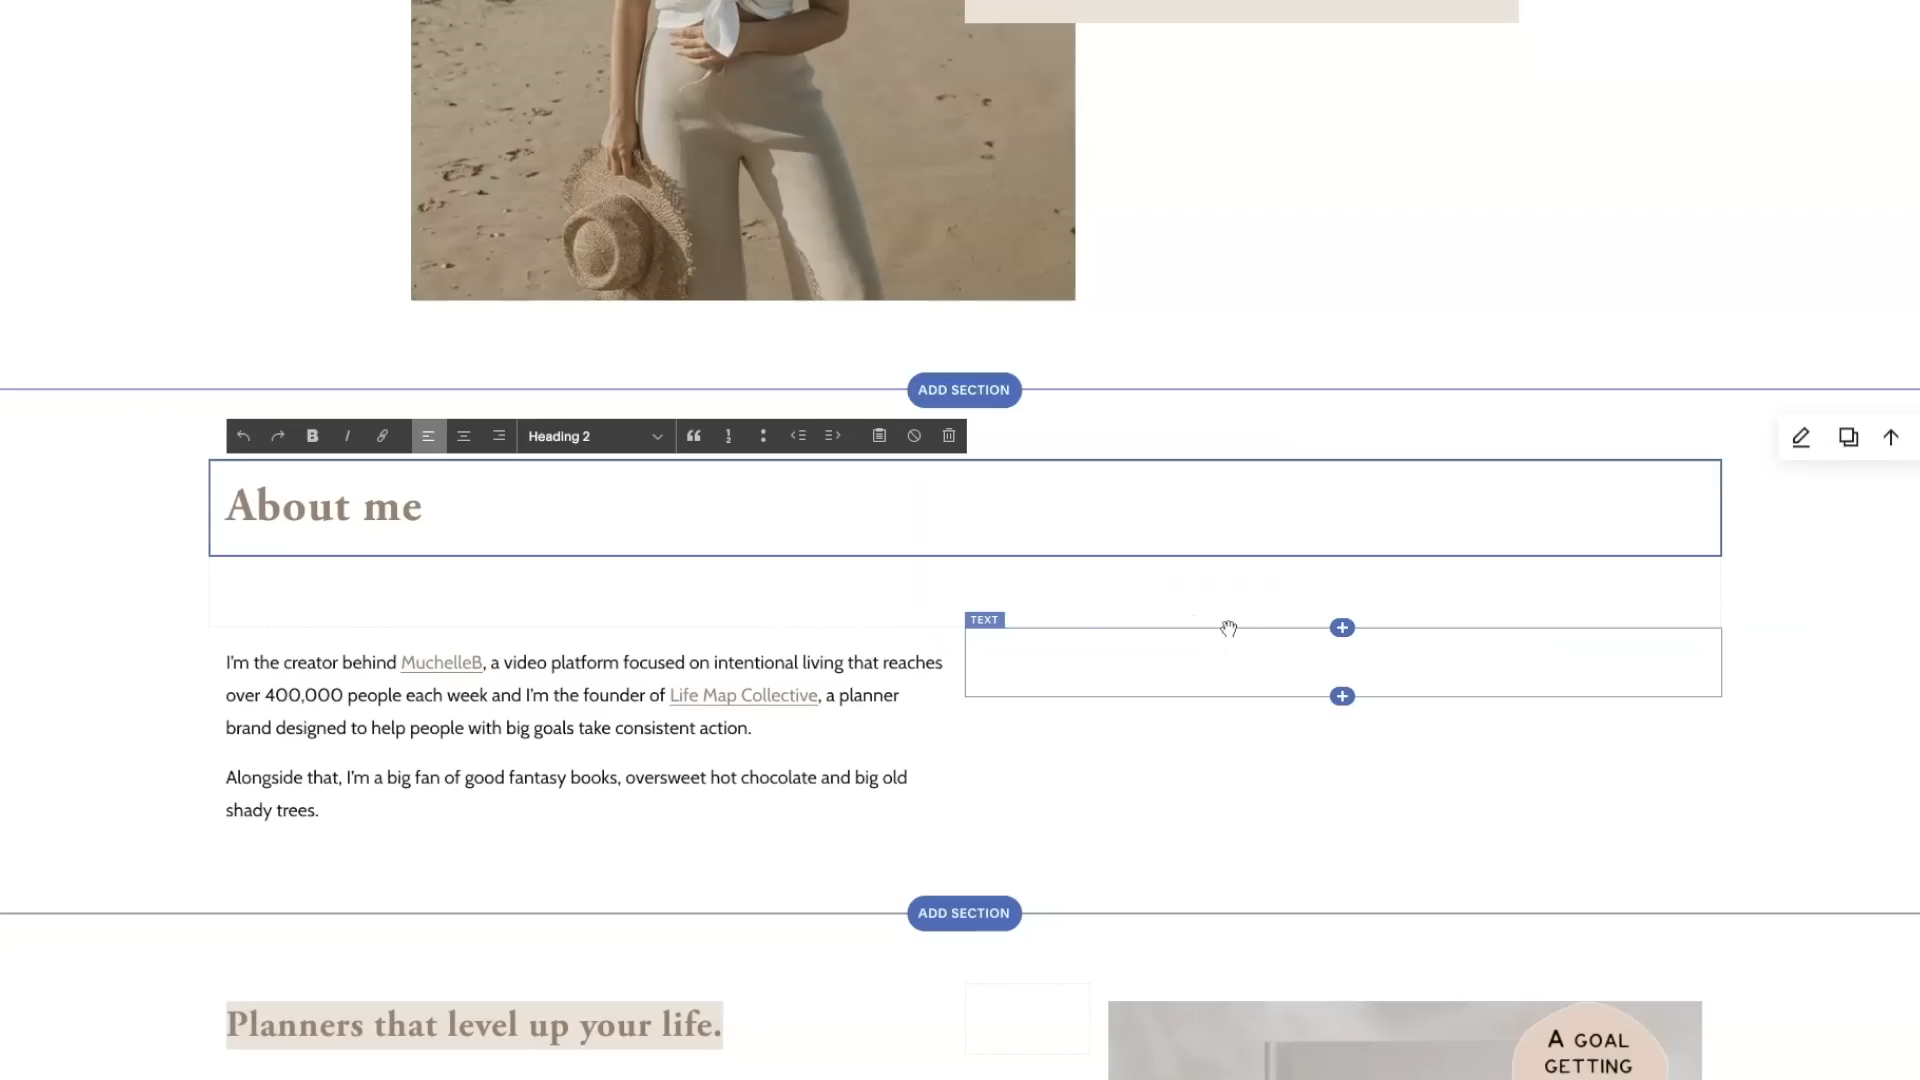 ADD SECTION
Heading 2
About me
TEXT
I'm the creator behind MuchelleB, a video platform focused on intentional living that reaches
over 400,000 people each week and I'm the founder of Life Map Collective, a planner
brand designed to help people with big goals take consistent action.
Alongside that, I'm a big fan of good fantasy books, oversweet hot chocolate and big old
shady trees.
ADD SECTION
Planners that level up your life.
A GOAL
GETTING